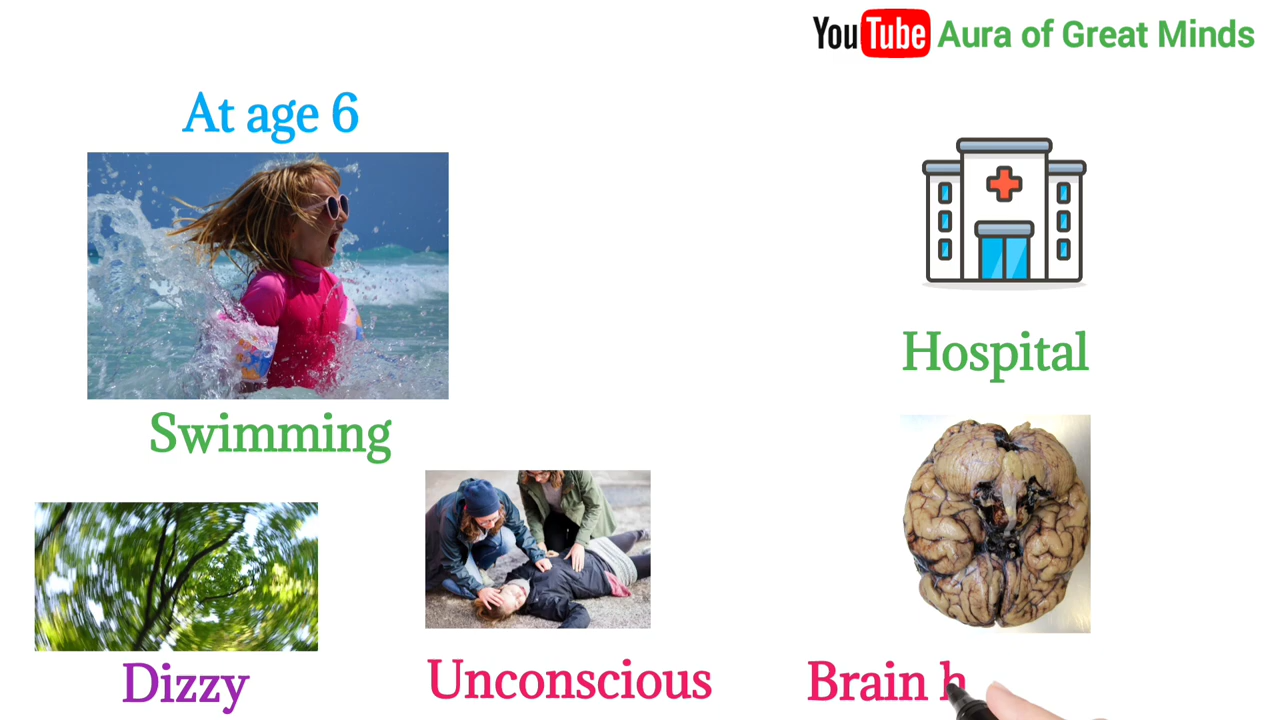 YouTube Aura of Great Minds
At age 6
Swimming
Hospital
Dizzy
Unconscious
Brain h